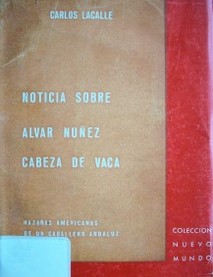 CARLOS LACALLE
NOTICIA SOBRE
ALVAR NUÑEZ
CABEZA DE VACA
HAZAÑAS AMERICANAS
DE UN CABALLERO ANDALUZ
COLECCION
NUEVO
MUNDO